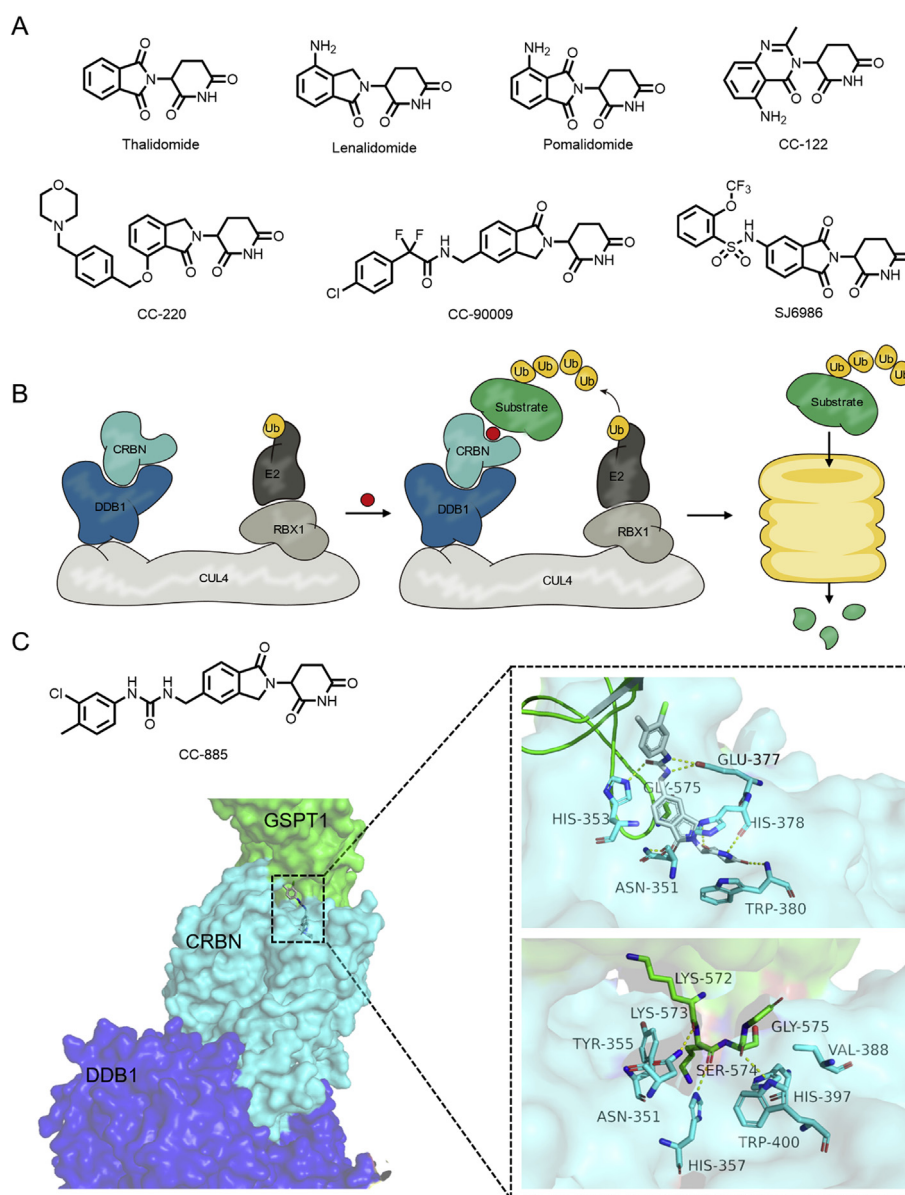 A
O
O
N
O
O
NH
Thalidomide
NH2
O
N
O
O
NH
Lenalidomide
NH2
O
O
N
O
O
NH
Pomalidomide
N
N
O
NH2
O
O
NH
CC-122
O
N
O
O
N
O
O
NH
CC-220
Cl
F F
O
H
N
O
N
O
O
NH
CC-90009
CF3
O
O
S
O
NH
O
O
N
O
O
NH
SJ6986
B
CRBN
DDB1
Ub
E2
RBX1
CUL4
Ub Ub Ub Ub
Substrate
CRBN
DDB1
Ub
E2
RBX1
CUL4
Ub Ub Ub Ub
Substrate
C
Cl
H
N
O
H
N
O
N
O
O
NH
CC-885
GSPT1
CRBN
DDB1
GLU-377
GLY-575
HIS-353
HIS-378
ASN-351
TRP-380
LYS-572
LYS-573
GLY-575
TYR-355
VAL-388
SER-574
HIS-397
ASN-351
TRP-400
HIS-357